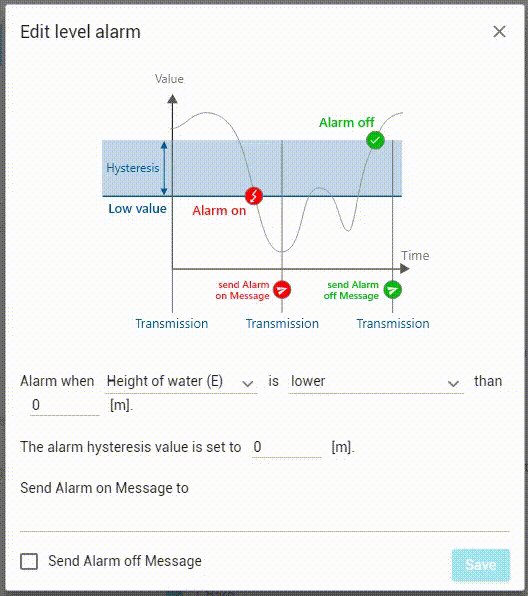 Edit level alarm
Value
Alarm off
Hysteresis
Low value
Alarm on
Time
send Alarm
on Message
send Alarm
off Message
Transmission
Transmission
Transmission
Alarm when Height of water (E) is lower than
0 [m].
The alarm hysteresis value is set to 0 [m].
Send Alarm on Message to
Send Alarm off Message
Save